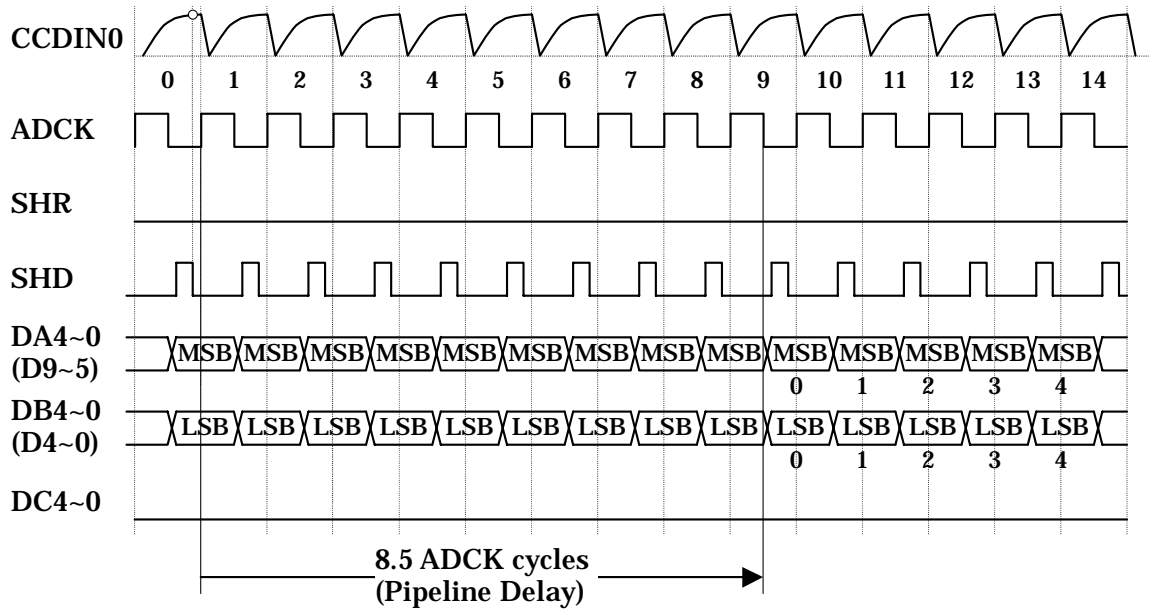 CCDIN0
0 1 2 3 4 5 6 7 8 9 10 11 12 13 14
ADCK
SHR
SHD
DA4~0
(D9~5)
MSB MSB MSB MSB MSB MSB MSB MSB MSB MSB MSB MSB MSB MSB
0 1 2 3 4
DB4~0
(D4~0)
LSB LSB LSB LSB LSB LSB LSB LSB LSB LSB LSB LSB LSB LSB
0 1 2 3 4
DC4~0
8.5 ADCK cycles
(Pipeline Delay)